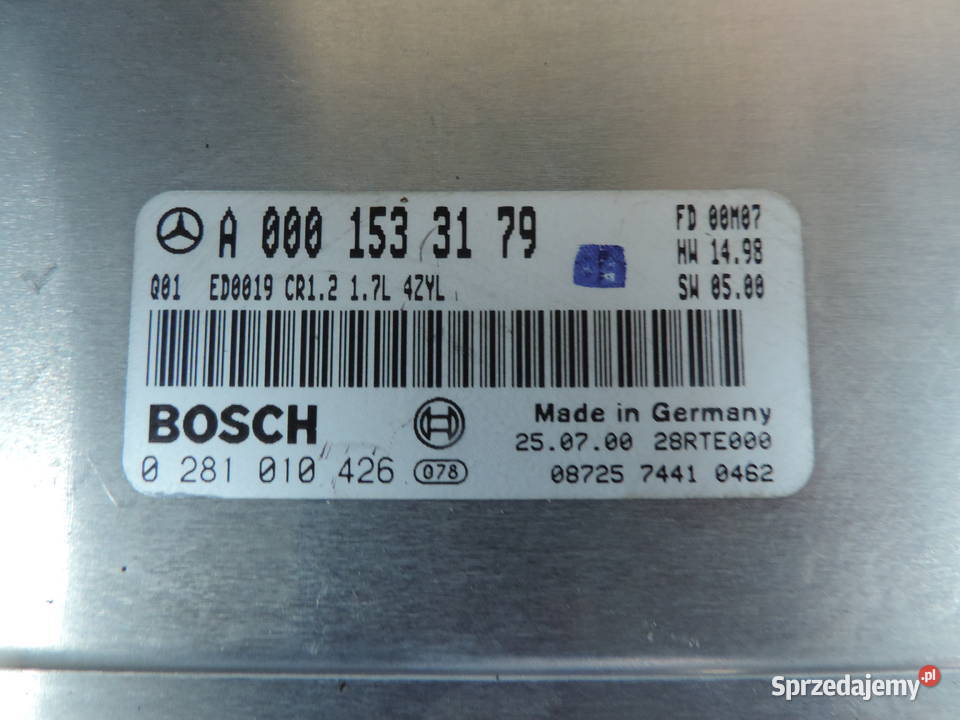 A 000 153 31 79
FD 00M07
HW 14.98
Q01 ED0019 CR1.2 1.7L 4ZYL
SW 05.00
BOSCH
Made in Germany
25.07.00 28RTE000
0 281 010 426 078
08725 7441 0462
Sprzedajemy.pl